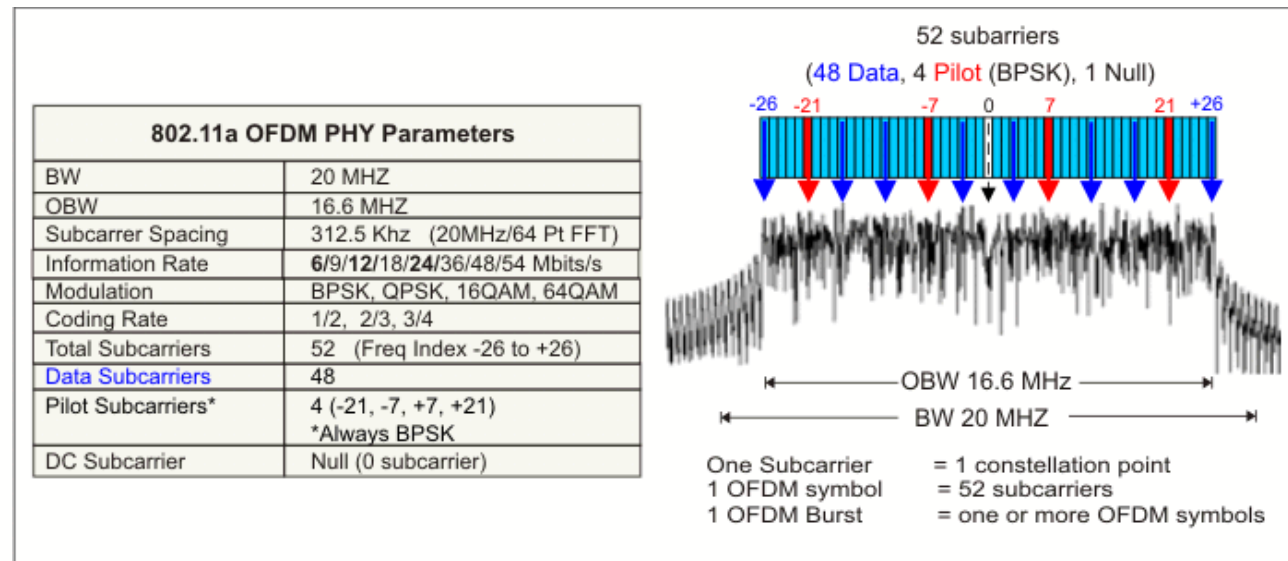 802.11a OFDM PHY Parameters
BW 20 MHZ
OBW 16.6 MHZ
Subcarrer Spacing 312.5 Khz (20MHz/64 Pt FFT)
Information Rate 6/9/12/18/24/36/48/54 Mbits/s
Modulation BPSK, QPSK, 16QAM, 64QAM
Coding Rate 1/2, 2/3, 3/4
Total Subcarriers 52 (Freq Index -26 to +26)
Data Subcarriers 48
Pilot Subcarriers* 4 (-21, -7, +7, +21)
*Always BPSK
DC Subcarrier Null (0 subcarrier)
52 subarriers
(48 Data, 4 Pilot (BPSK), 1 Null)
-26 -21 -7 0 7 21 +26
OBW 16.6 MHz
BW 20 MHZ
One Subcarrier = 1 constellation point
1 OFDM symbol = 52 subcarriers
1 OFDM Burst = one or more OFDM symbols